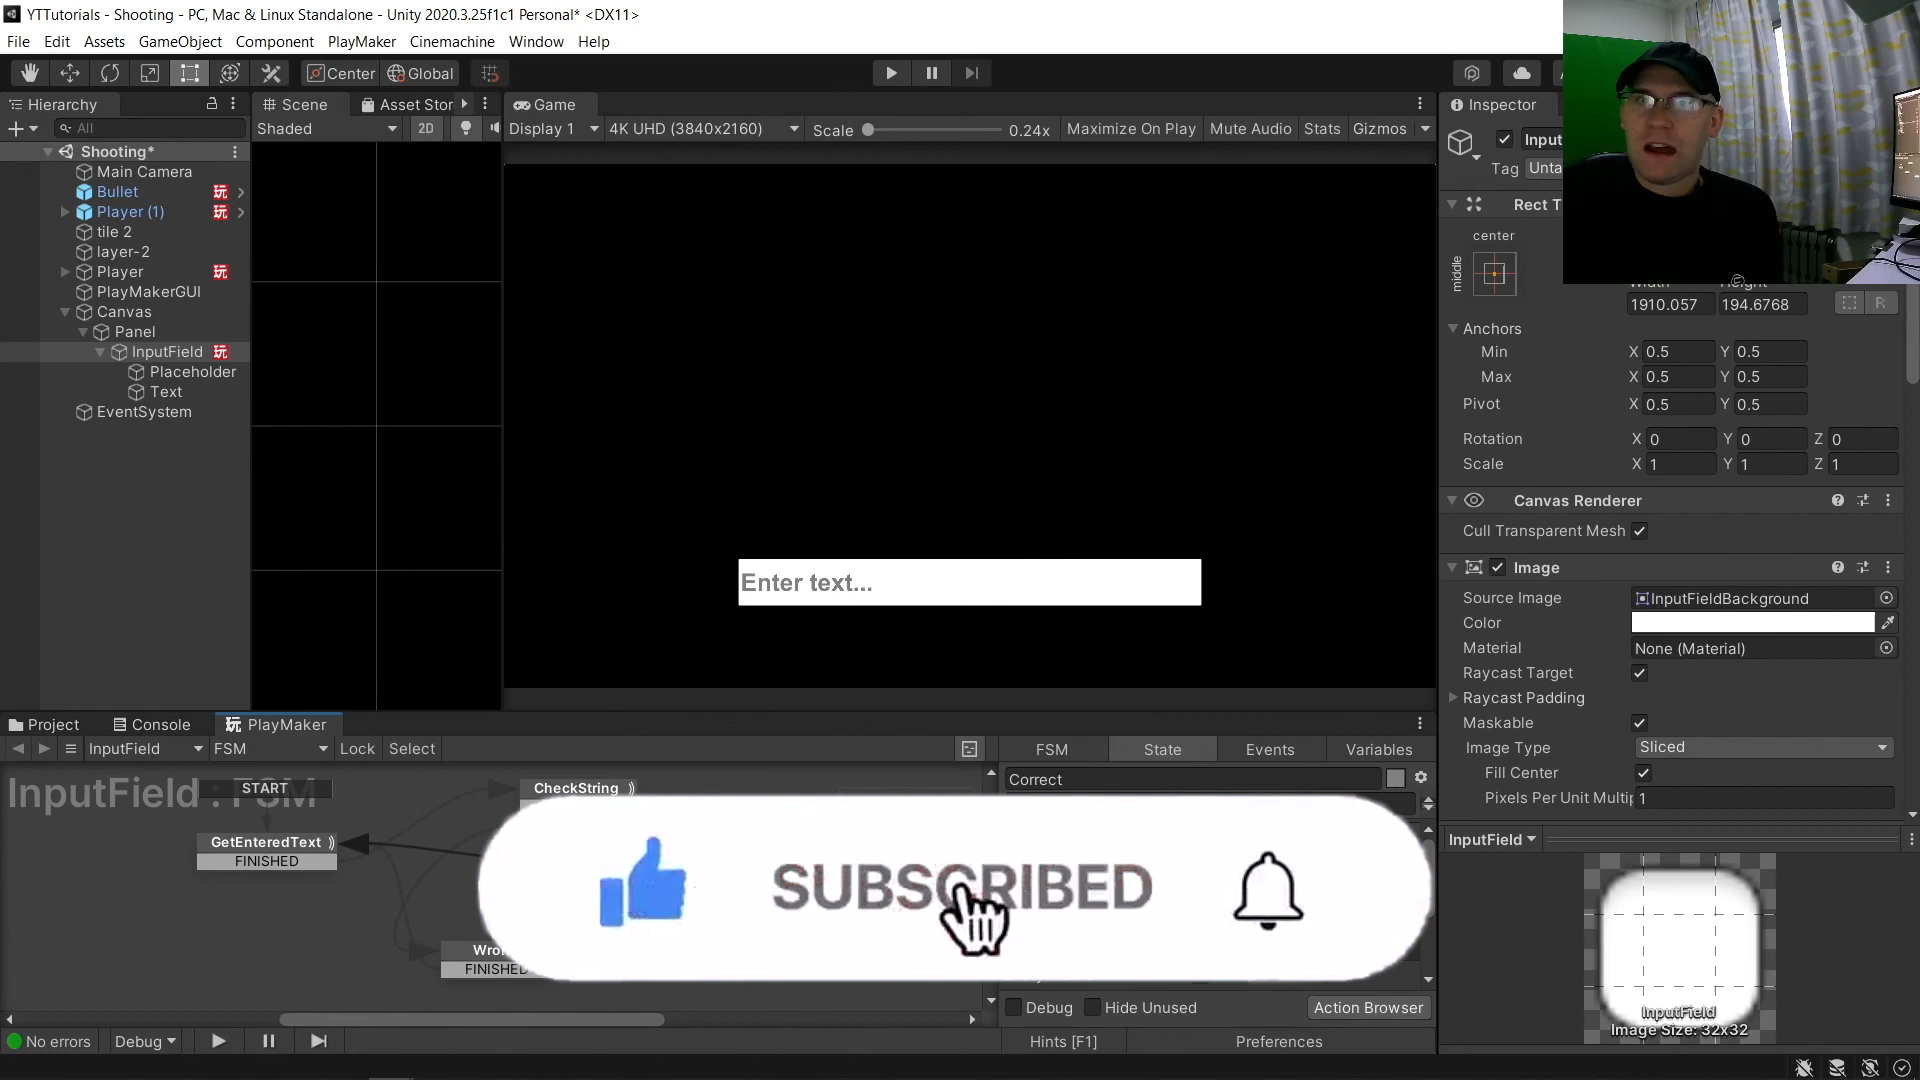 YTTutorials - Shooting - PC, Mac & Linux Standalone - Unity 2020.3.25f1c1 Personal* <DX11>
File Edit Assets GameObject Component PlayMaker Cinemachine Window Help
Center Global
Hierarchy
Scene Asset Stor Game
Inspector
All
Shaded 2D
Display 1 4K UHD (3840x2160) Scale 0.24x Maximize On Play Mute Audio Stats Gizmos
Input
Tag Unta
Shooting*
Main Camera
Bullet 玩
Player (1) 玩
tile 2
layer-2
Player 玩
PlayMakerGUI
Canvas
Panel
InputField 玩
Placeholder
Text
EventSystem
Enter text...
Rect T
center
middle
1910.057 194.6768
R
Anchors
Min X 0.5 Y 0.5
Max X 0.5 Y 0.5
Pivot X 0.5 Y 0.5
Rotation X 0 Y 0 Z 0
Scale X 1 Y 1 Z 1
Canvas Renderer
Cull Transparent Mesh
Image
Source Image InputFieldBackground
Color
Material None (Material)
Raycast Target
Raycast Padding
Maskable
Image Type Sliced
Fill Center
Pixels Per Unit Multip 1
Project Console 玩 PlayMaker
InputField FSM Lock Select
FSM State Events Variables
InputField : FSM
START
CheckString
Correct
GetEnteredText
FINISHED
SUBSCRIBED
Wro
FINISHED
Debug Hide Unused Action Browser
No errors Debug
Hints [F1] Preferences
InputField
InputField
Image Size: 32x32